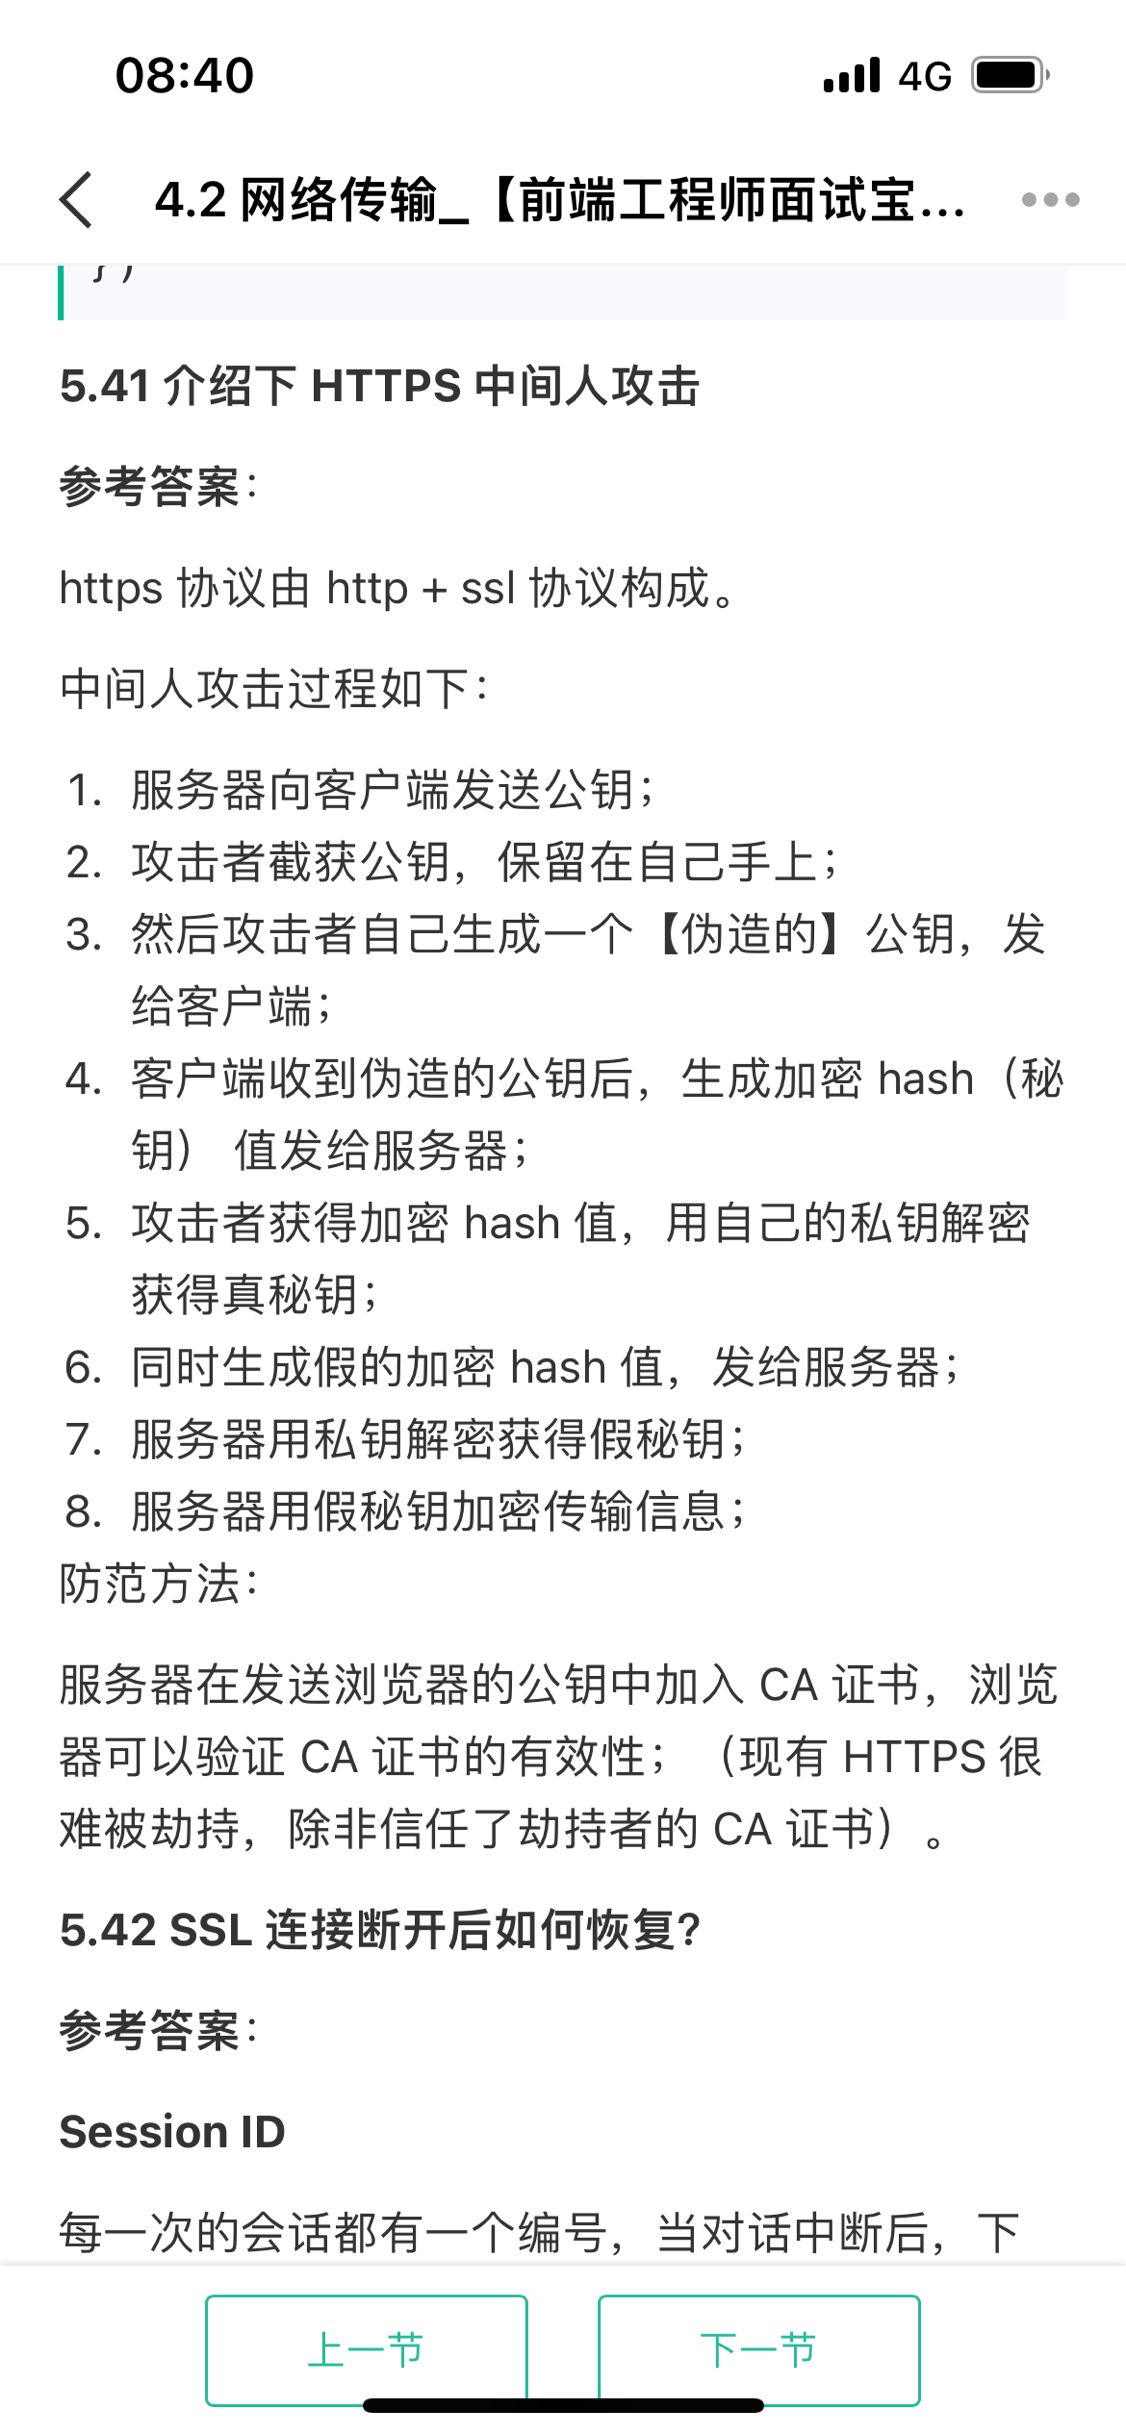 08:40
4G
4.2 网络传输_【前端工程师面试宝...
})
5.41 介绍下 HTTPS 中间人攻击
参考答案：
https 协议由 http + ssl 协议构成。
中间人攻击过程如下：
1. 服务器向客户端发送公钥；
2. 攻击者截获公钥，保留在自己手上；
3. 然后攻击者自己生成一个【伪造的】公钥，发
给客户端；
4. 客户端收到伪造的公钥后，生成加密 hash（秘
钥） 值发给服务器；
5. 攻击者获得加密 hash 值，用自己的私钥解密
获得真秘钥；
6. 同时生成假的加密 hash 值，发给服务器；
7. 服务器用私钥解密获得假秘钥；
8. 服务器用假秘钥加密传输信息；
防范方法：
服务器在发送浏览器的公钥中加入 CA 证书，浏览
器可以验证 CA 证书的有效性；（现有 HTTPS 很
难被劫持，除非信任了劫持者的 CA 证书）。
5.42 SSL 连接断开后如何恢复？
参考答案：
Session ID
每一次的会话都有一个编号，当对话中断后，下
上一节
下一节